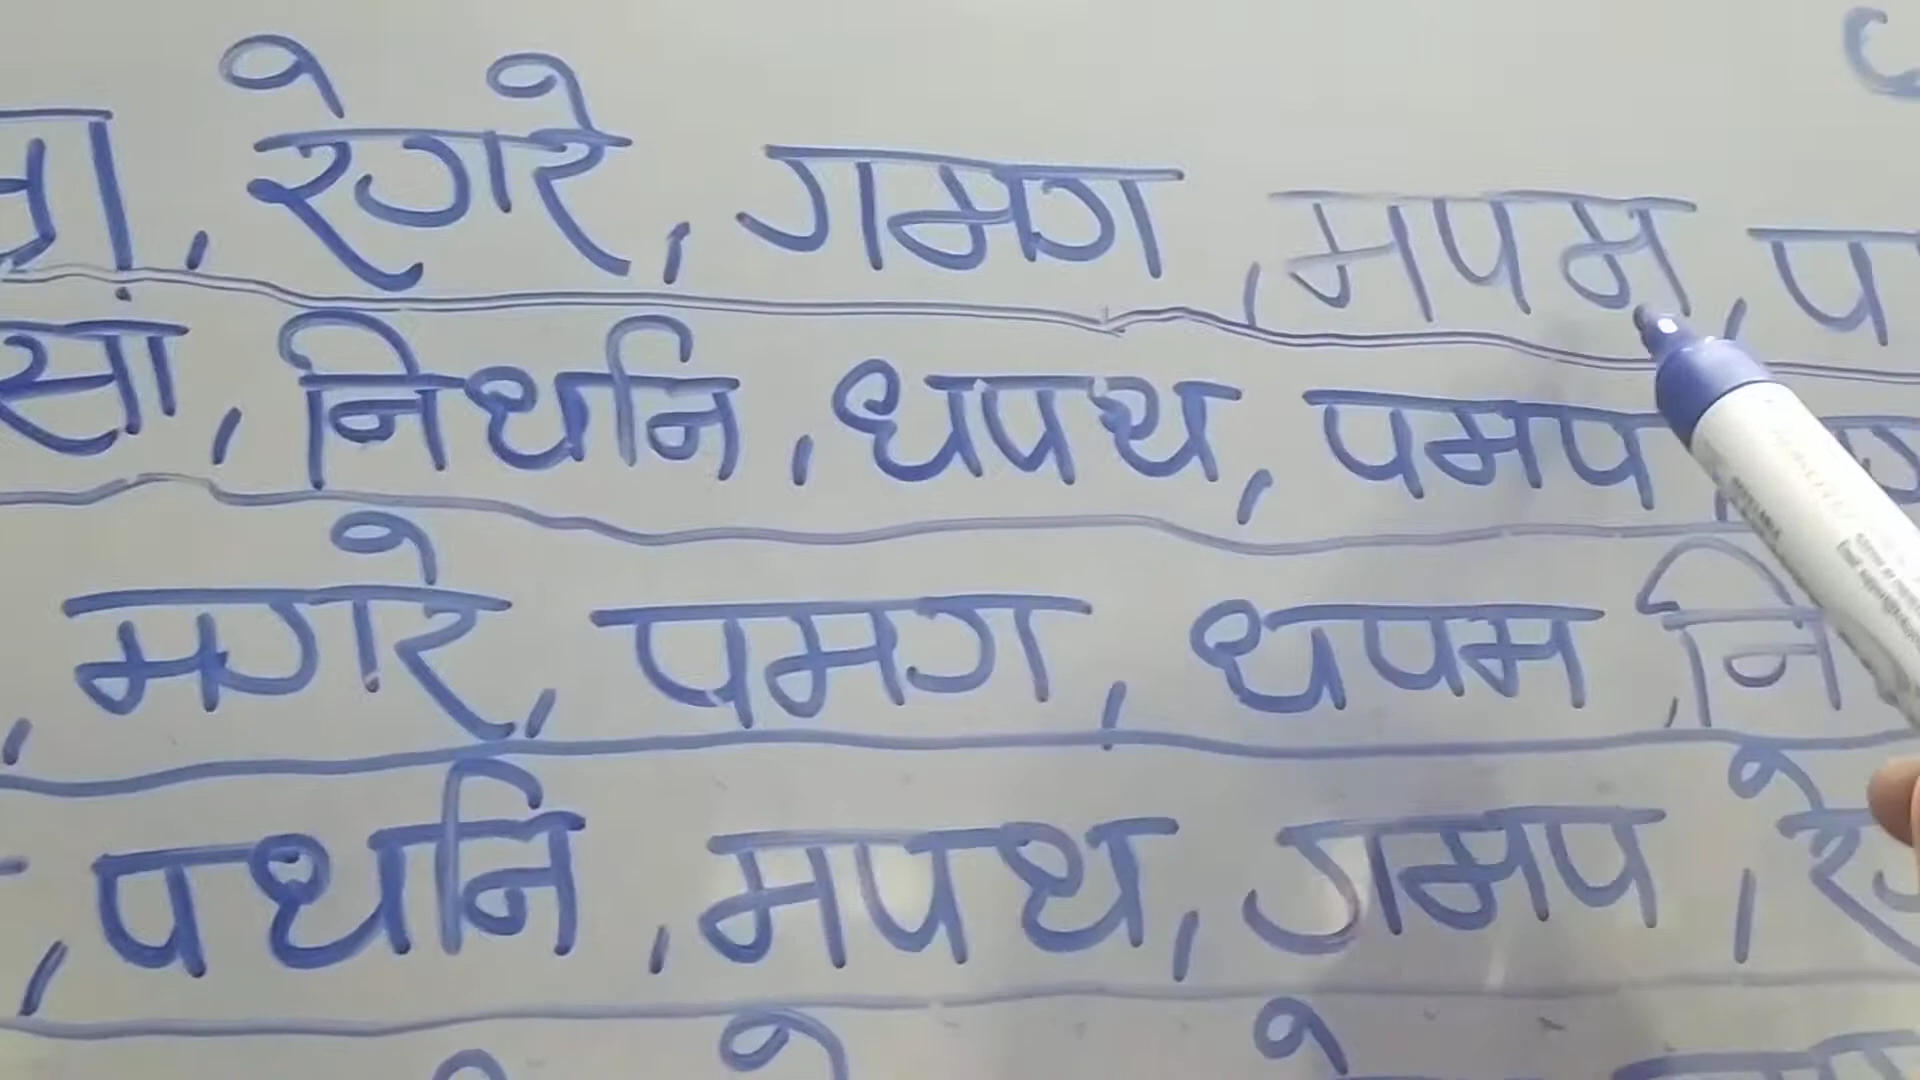 रेगरे, गमग, मपम, प
सां, निधनि, धपध, पमप
, मगरे, पमग, धपम, नि
, पधनि, मपध, गमप, रे